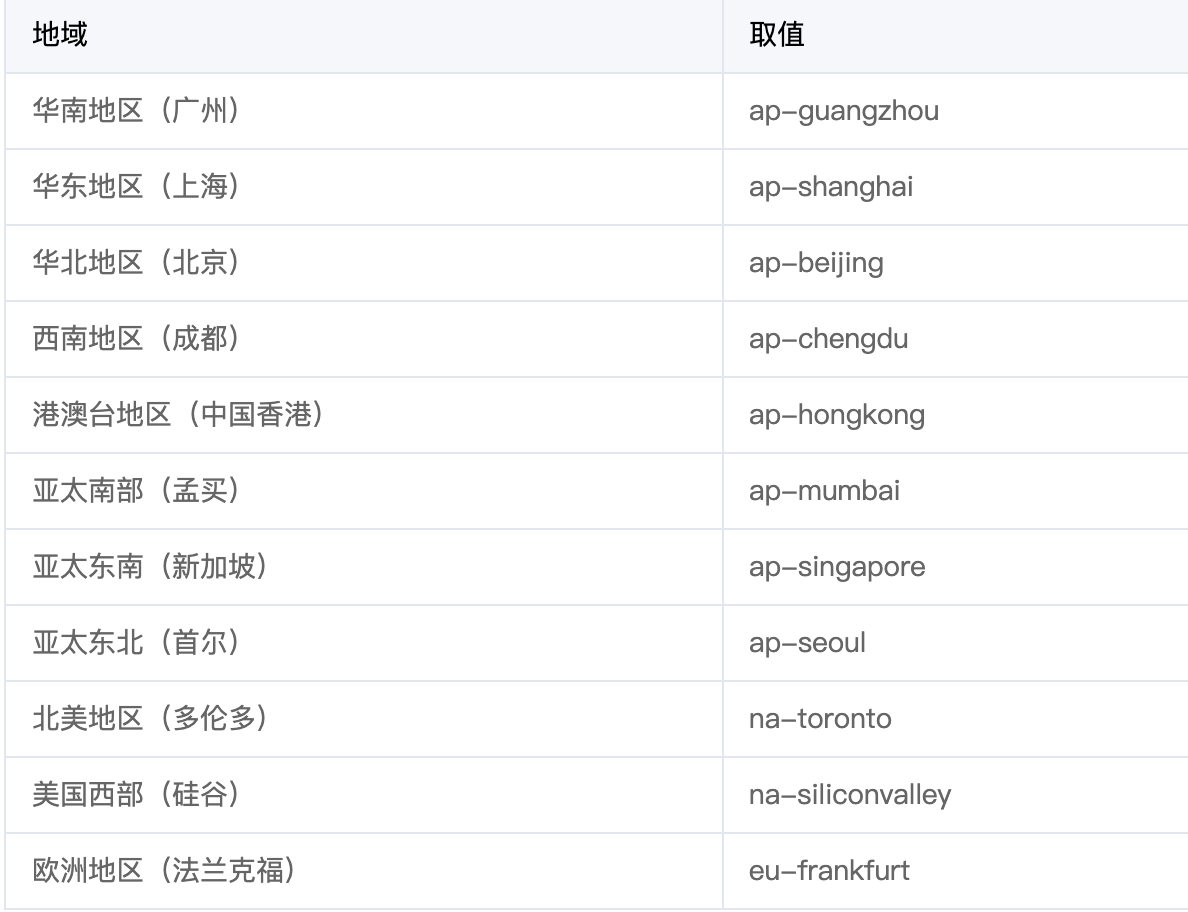 地域 取值
华南地区（广州） ap-guangzhou
华东地区（上海） ap-shanghai
华北地区（北京） ap-beijing
西南地区（成都） ap-chengdu
港澳台地区（中国香港） ap-hongkong
亚太南部（孟买） ap-mumbai
亚太东南（新加坡） ap-singapore
亚太东北（首尔） ap-seoul
北美地区（多伦多） na-toronto
美国西部（硅谷） na-siliconvalley
欧洲地区（法兰克福） eu-frankfurt